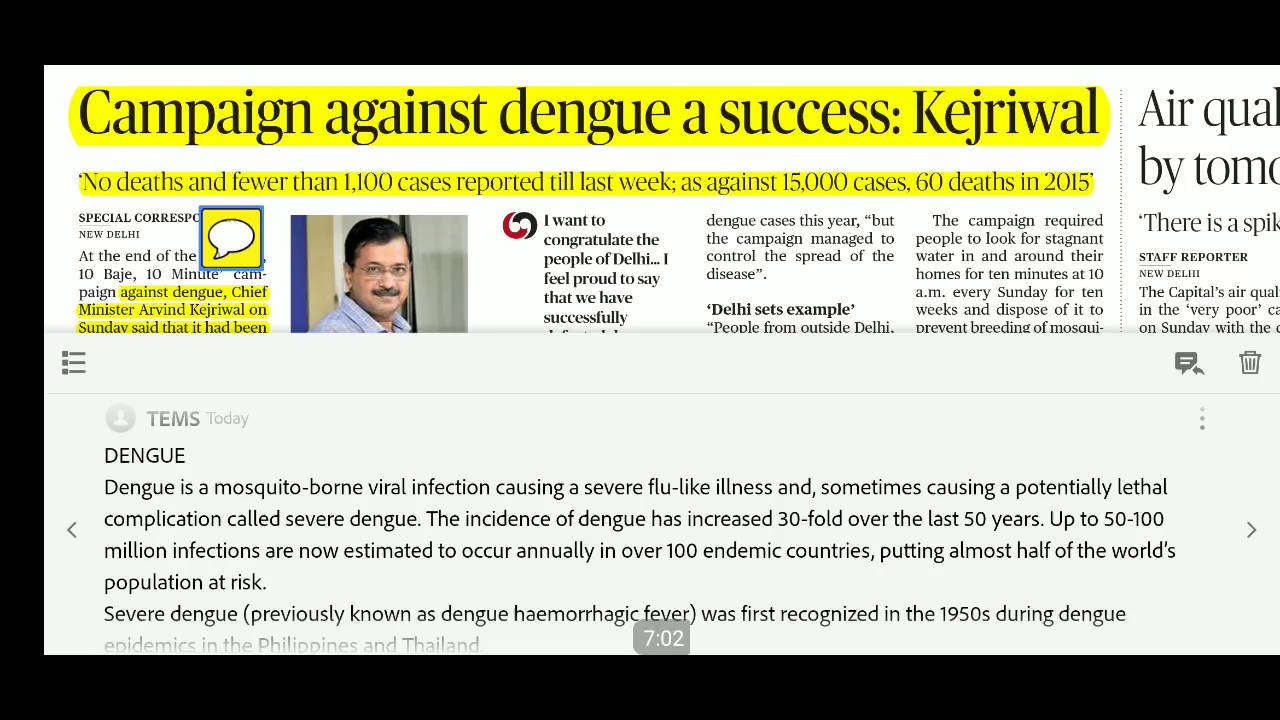 Campaign against dengue a success: Kejriwal
'No deaths and fewer than 1,100 cases reported till last week; as against 15,000 cases, 60 deaths in 2015'
SPECIAL
NEW DELHI
At the end of the
10 Baje, 10 Minute' cam-
paign against dengue, Chief
Minister Arvind Kejriwal on
Sunday said that it had been
I want to
congratulate the
people of Delhi... I
feel proud to say
that we have
successfully
dengue cases this year, "but
the campaign managed to
control the spread of the
disease".
'Delhi sets example'
"People from outside Delhi,
The campaign required
people to look for stagnant
water in and around their
homes for ten minutes at 10
a.m. every Sunday for ten
weeks and dispose of it to
prevent breeding of mosqui-
Air
by
'There is a
STAFF REPORTER
NEW DELHI
The Capital's air
in the 'very poor'
on Sunday with the
TEMS Today
DENGUE
Dengue is a mosquito-borne viral infection causing a severe flu-like illness and, sometimes causing a potentially lethal
complication called severe dengue. The incidence of dengue has increased 30-fold over the last 50 years. Up to 50-100
million infections are now estimated to occur annually in over 100 endemic countries, putting almost half of the world's
population at risk.
Severe dengue (previously known as dengue haemorrhagic fever) was first recognized in the 1950s during dengue
epidemics in the Philippines and Thailand.
7:02